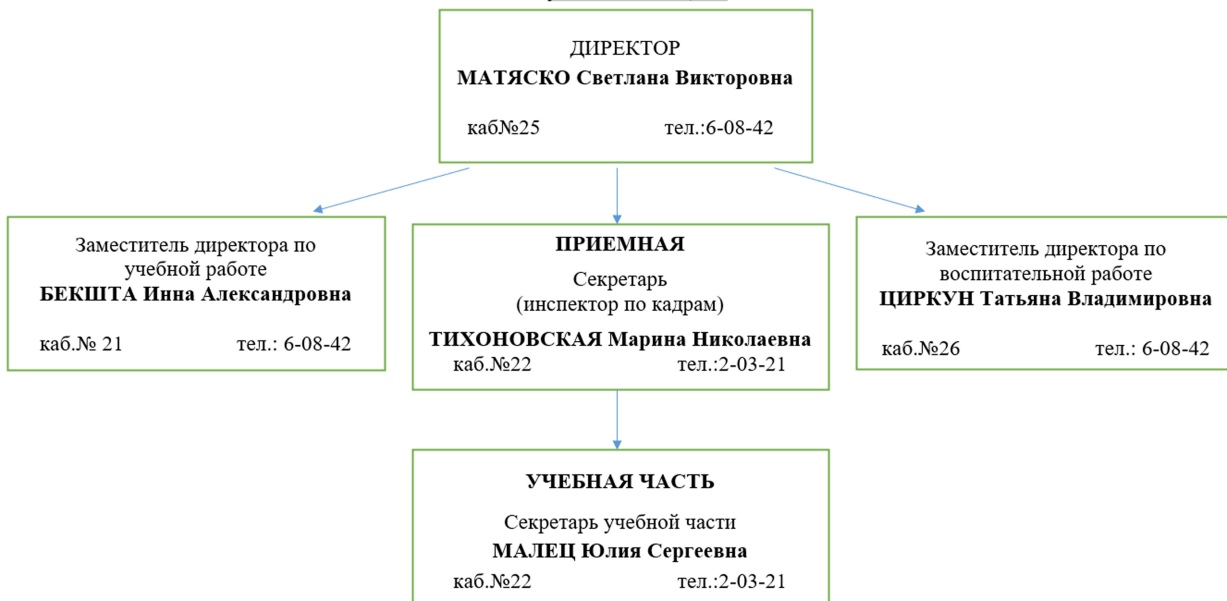 ДИРЕКТОР
МАТЯСКО Светлана Викторовна
каб№25 тел.:6-08-42
Заместитель директора по
учебной работе
БЕКШТА Инна Александровна
каб.№ 21 тел.: 6-08-42
ПРИЕМНАЯ
Секретарь
(инспектор по кадрам)
ТИХОНОВСКАЯ Марина Николаевна
каб.№22 тел.:2-03-21
Заместитель директора по
воспитательной работе
ЦИРКУН Татьяна Владимировна
каб.№26 тел.: 6-08-42
УЧЕБНАЯ ЧАСТЬ
Секретарь учебной части
МАЛЕЦ Юлия Сергеевна
каб.№22 тел.:2-03-21